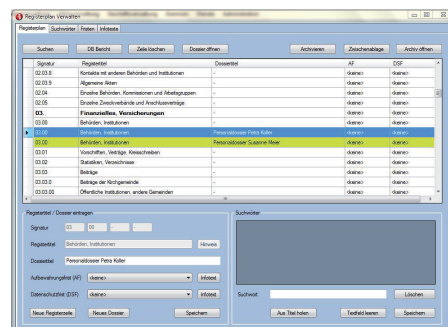 Registerplan Verwalten
Registerplan Suchwörter Fristen Infotexte
Suchen DB Bericht Zeile löschen Dossier öffnen Archivieren Zwischenablage Archiv öffnen
Signatur Registertitel Dossiertitel AF DSF
02.03.8 Kontakte mit anderen Behörden und Institutionen - <keine> <keine>
02.03.9 Allgemeine Akten - <keine> <keine>
02.04 Einzelne Behörden, Kommissionen und Arbeitsgruppen - <keine> <keine>
02.05 Einzelne Zweckverbände und Anschlussverträge - <keine> <keine>
03. Finanzielles, Versicherungen - <keine> <keine>
03.00 Behörden, Institutionen - <keine> <keine>
03.00 Behörden, Institutionen Personaldossier Petra Koller <keine> <keine>
03.00 Behörden, Institutionen Personaldossier Susanne Meier <keine> <keine>
03.01 Vorschriften, Verträge, Kreisschreiben - <keine> <keine>
03.02 Statistiken, Verzeichnisse - <keine> <keine>
03.03 Beiträge - <keine> <keine>
03.03.0 Beiträge der Kirchgemeinde - <keine> <keine>
03.03.00 Öffentliche Institutionen, andere Gemeinden - <keine> <keine>
Registertitel / Dossier eintragen Suchwörter
Signatur 03 00 - -
Registertitel Behörden, Institutionen Hinweis
Dossiertitel Personaldossier Petra Koller
Aufbewahrungsfrist (AF) <keine> Infotext
Datenschutzfrist (DSF) <keine> Infotext Suchwort Löschen
Neue Registerzeile Neues Dossier Speichern Aus Titel holen Textfeld leeren Speichern